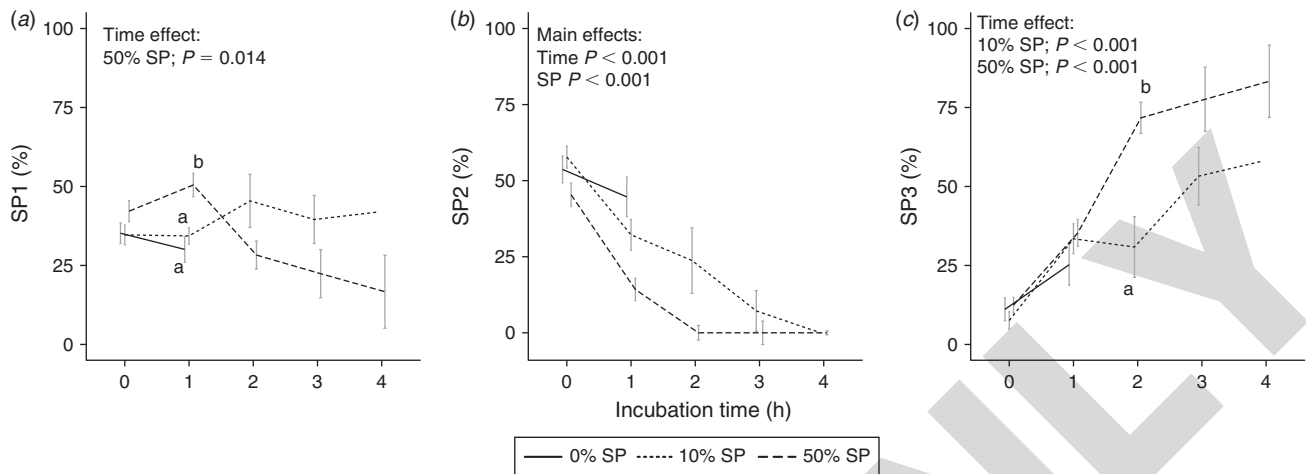 (a)
100
75
50
25
0
SP1 (%)
Time effect:
50% SP; P = 0.014
a
a
b
0 1 2 3 4
(b)
100
75
50
25
0
SP2 (%)
Main effects:
Time P < 0.001
SP P < 0.001
0 1 2 3 4
Incubation time (h)
(c)
100
75
50
25
0
SP3 (%)
Time effect:
10% SP; P < 0.001
50% SP; P < 0.001
b
a
0 1 2 3 4
0% SP 10% SP 50% SP